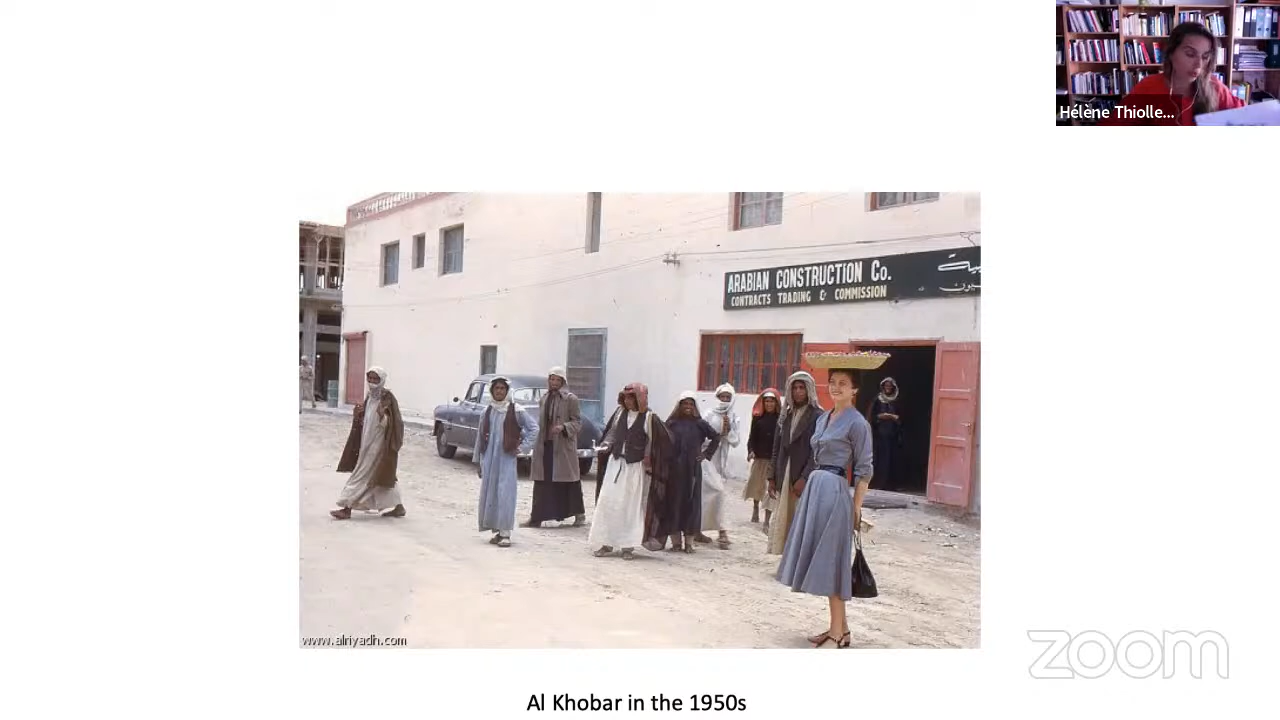 Hélène Thiolle...
ARABIAN CONSTRUCTION Co.
CONTRACTS TRADING & COMMISSION
www.alriyadh.com
zoom
Al Khobar in the 1950s